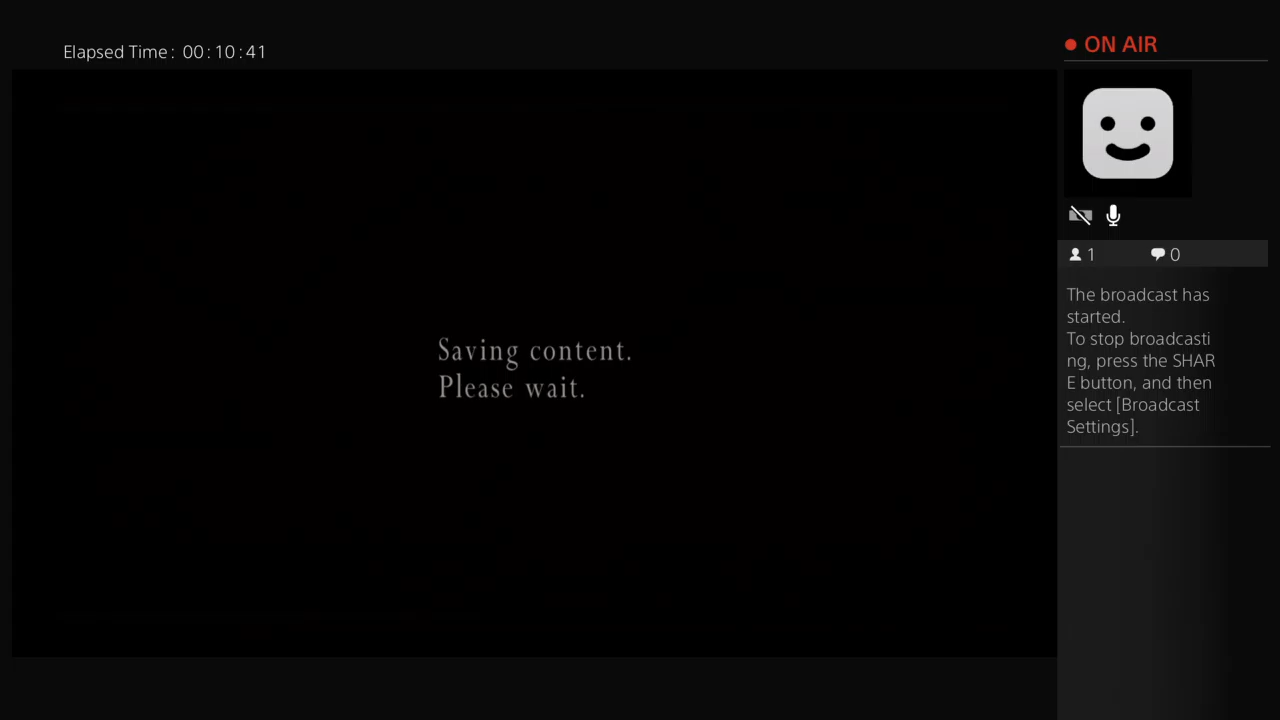 Elapsed Time: 00:10:41
ON AIR
1 0
The broadcast has
started.
To stop broadcasti
ng, press the SHAR
E button, and then
select [Broadcast
Settings].
Saving content.
Please wait.